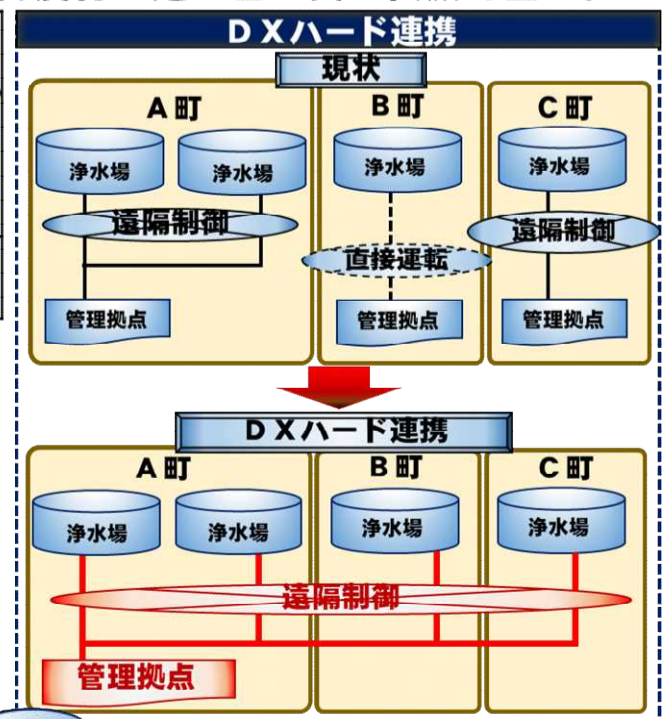 ＤＸハード連携
現状
A町
B町
C町
浄水場
浄水場
浄水場
浄水場
遠隔制御
直接運転
遠隔制御
管理拠点
管理拠点
管理拠点
ＤＸハード連携
A町
B町
C町
浄水場
浄水場
浄水場
浄水場
遠隔制御
管理拠点